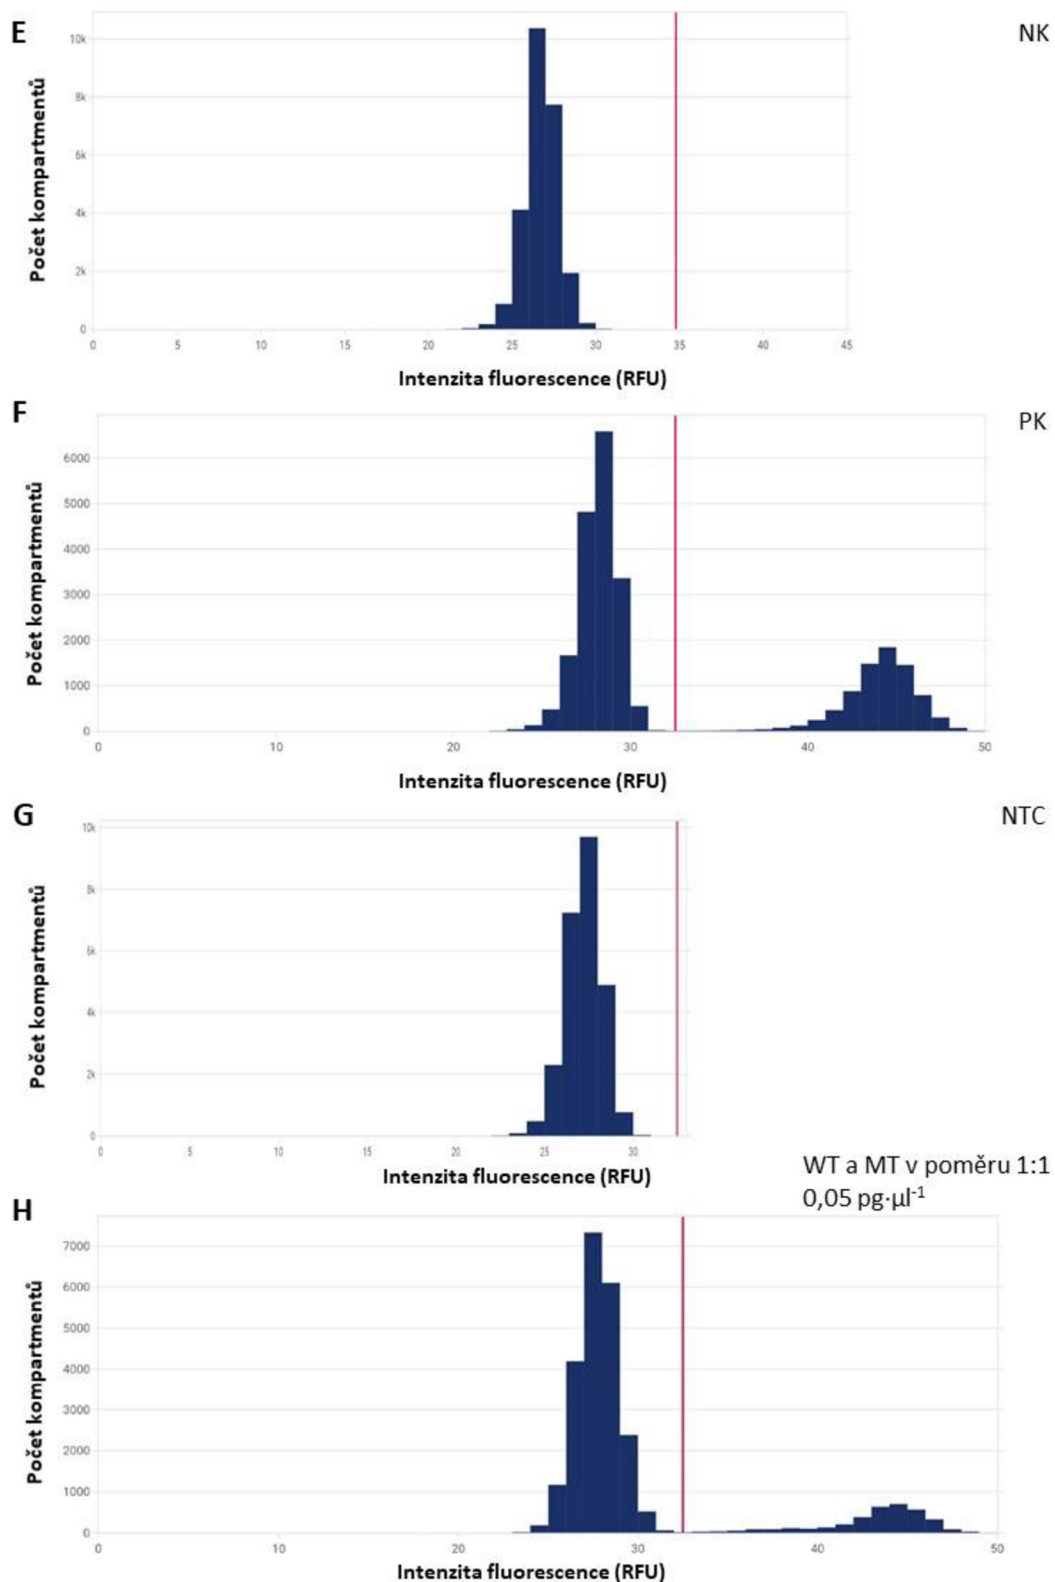 E
NK
Počet kompartmentů
10k
8k
6k
4k
2k
0
0 5 10 15 20 25 30 35 40 45
Intenzita fluorescence (RFU)
F
PK
Počet kompartmentů
6000
5000
4000
3000
2000
1000
0
0 10 20 30 40 50
Intenzita fluorescence (RFU)
G
NTC
Počet kompartmentů
10k
8k
6k
4k
2k
0
0 5 10 15 20 25 30
Intenzita fluorescence (RFU)
WT a MT v poměru 1:1
0,05 pg·µl⁻¹
H
Počet kompartmentů
7000
6000
5000
4000
3000
2000
1000
0
0 10 20 30 40 50
Intenzita fluorescence (RFU)